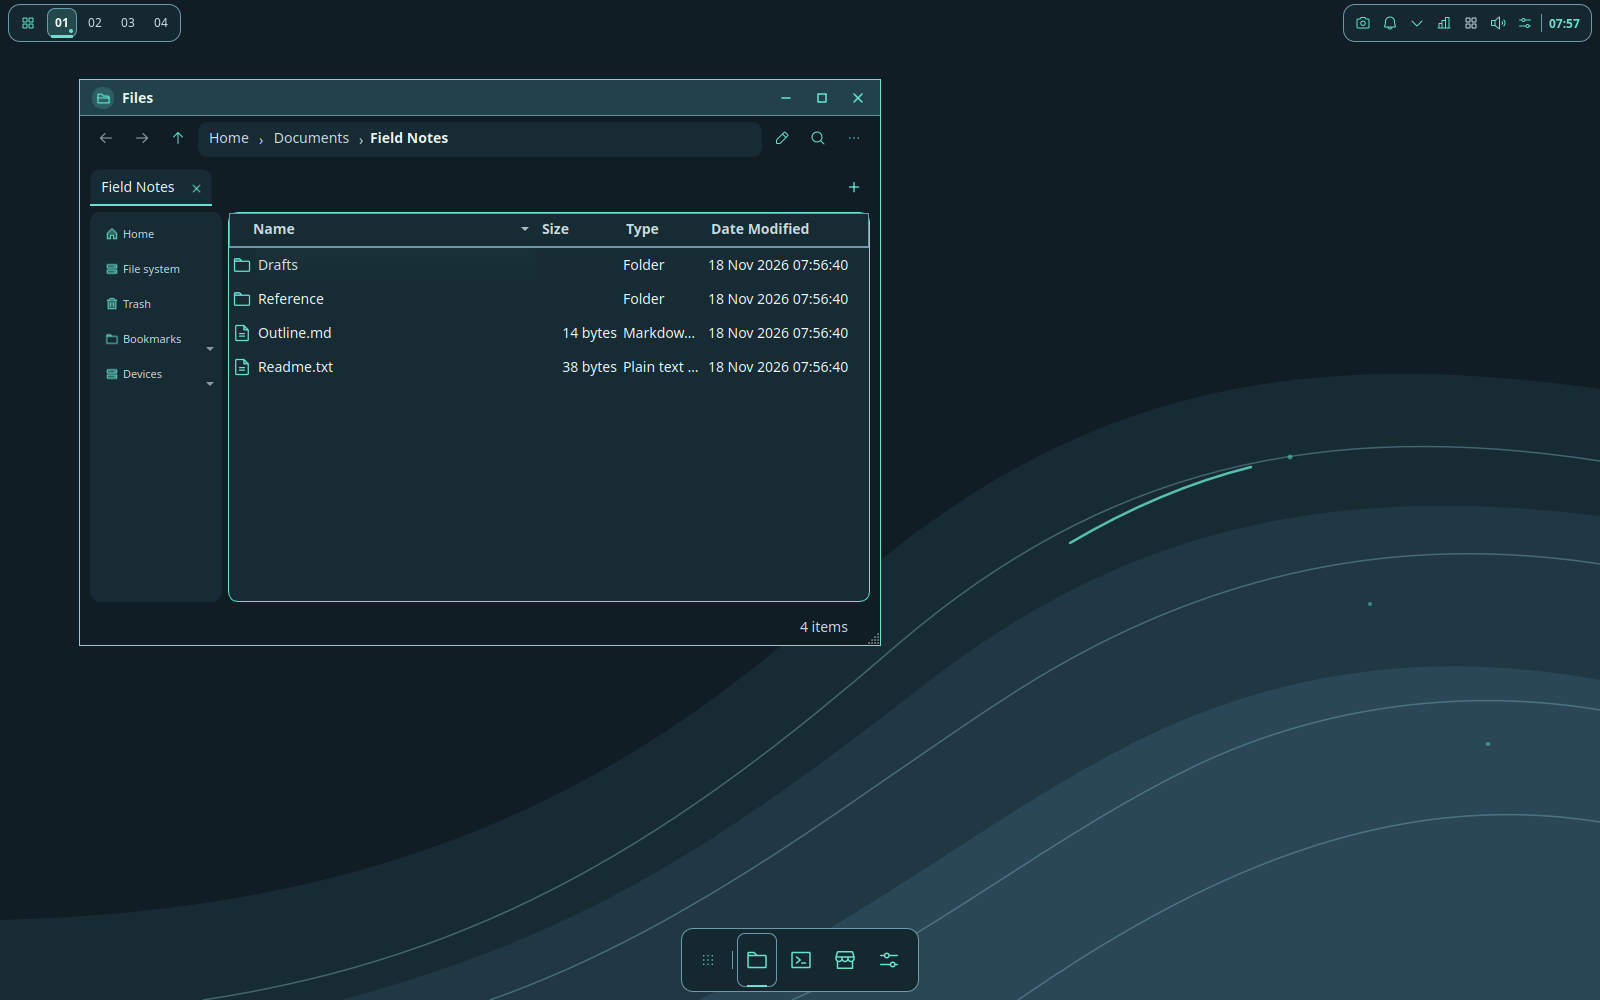 01 02 03 04
07:57
Files
Home › Documents › Field Notes
Field Notes
Home
File system
Trash
Bookmarks
Devices
Name Size Type Date Modified
Drafts Folder 18 Nov 2026 07:56:40
Reference Folder 18 Nov 2026 07:56:40
Outline.md 14 bytes Markdow... 18 Nov 2026 07:56:40
Readme.txt 38 bytes Plain text ... 18 Nov 2026 07:56:40
4 items